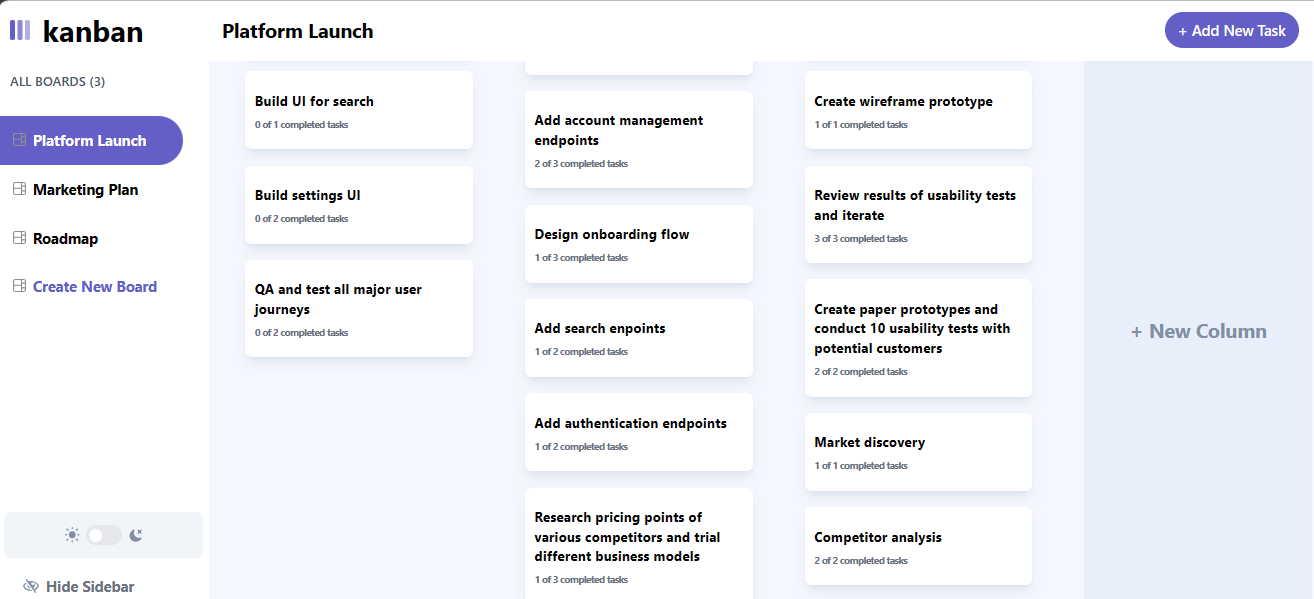 kanban
Platform Launch
+ Add New Task
ALL BOARDS (3)
Platform Launch
Marketing Plan
Roadmap
Create New Board
Hide Sidebar
Build UI for search
0 of 1 completed tasks
Build settings UI
0 of 2 completed tasks
QA and test all major user
journeys
0 of 2 completed tasks
Add account management
endpoints
2 of 3 completed tasks
Design onboarding flow
1 of 3 completed tasks
Add search enpoints
1 of 2 completed tasks
Add authentication endpoints
1 of 2 completed tasks
Research pricing points of
various competitors and trial
different business models
1 of 3 completed tasks
Create wireframe prototype
1 of 1 completed tasks
Review results of usability tests
and iterate
3 of 3 completed tasks
Create paper prototypes and
conduct 10 usability tests with
potential customers
2 of 2 completed tasks
Market discovery
1 of 1 completed tasks
Competitor analysis
2 of 2 completed tasks
+ New Column